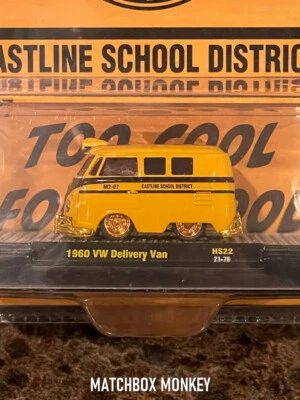 EASTLINE SCHOOL DISTRIC
TOO COOL
FO OOL
M2-07 EASTLINE SCHOOL DISTRICT
1960 VW Delivery Van
HS22
21-76
MATCHBOX MONKEY